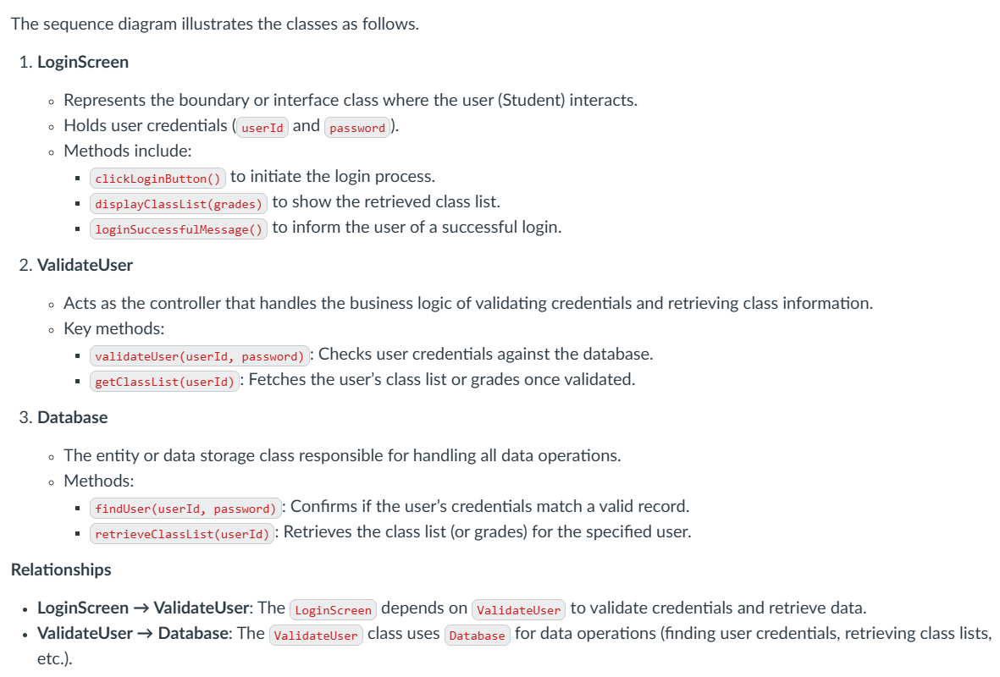 The sequence diagram illustrates the classes as follows.
1. LoginScreen
Represents the boundary or interface class where the user (Student) interacts.
Holds user credentials (userId and password).
Methods include:
clickLoginButton() to initiate the login process.
displayClassList(grades) to show the retrieved class list.
loginSuccessfulMessage() to inform the user of a successful login.
2. ValidateUser
Acts as the controller that handles the business logic of validating credentials and retrieving class information.
Key methods:
validateUser(userId, password): Checks user credentials against the database.
getClassList(userId): Fetches the user’s class list or grades once validated.
3. Database
The entity or data storage class responsible for handling all data operations.
Methods:
findUser(userId, password): Confirms if the user’s credentials match a valid record.
retrieveClassList(userId): Retrieves the class list (or grades) for the specified user.
Relationships
LoginScreen → ValidateUser: The LoginScreen depends on ValidateUser to validate credentials and retrieve data.
ValidateUser → Database: The ValidateUser class uses Database for data operations (finding user credentials, retrieving class lists,
etc.).